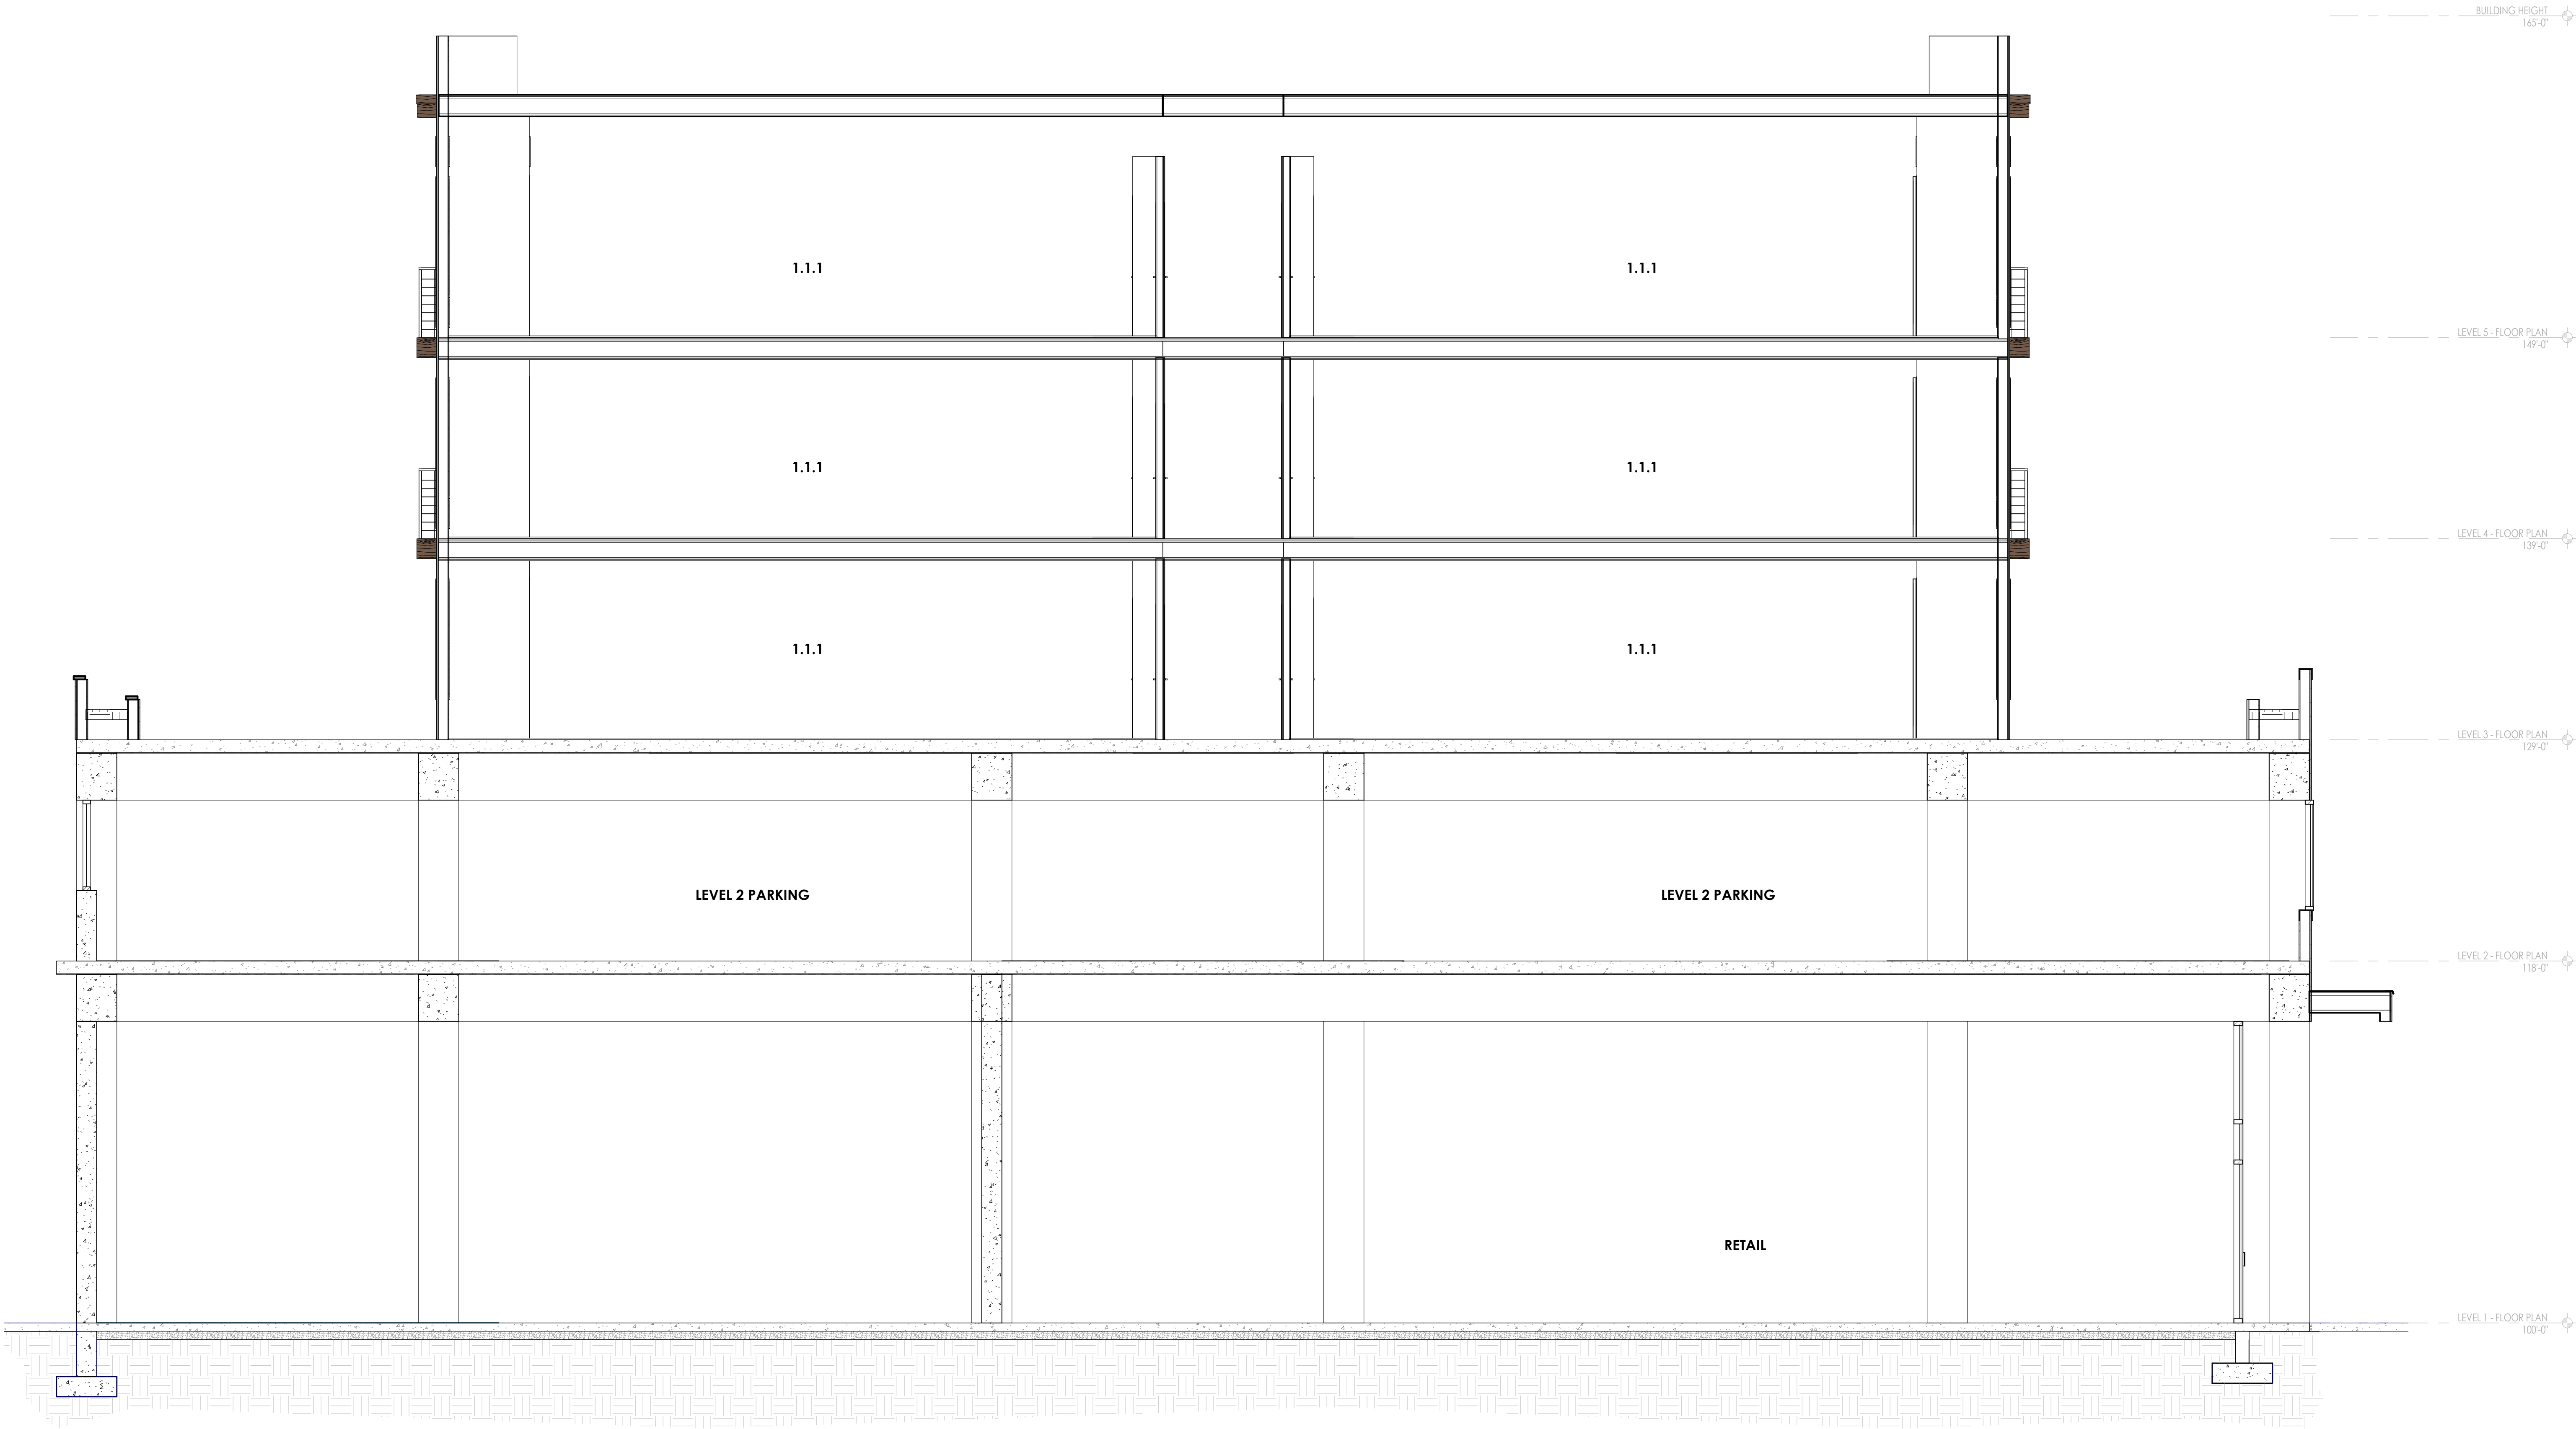 BUILDING HEIGHT
165'-0"
1.1.1
1.1.1
LEVEL 5 - FLOOR PLAN
149'-0"
1.1.1
1.1.1
LEVEL 4 - FLOOR PLAN
139'-0"
1.1.1
1.1.1
LEVEL 3 - FLOOR PLAN
129'-0"
LEVEL 2 PARKING
LEVEL 2 PARKING
LEVEL 2 - FLOOR PLAN
118'-0"
RETAIL
LEVEL 1 - FLOOR PLAN
100'-0"